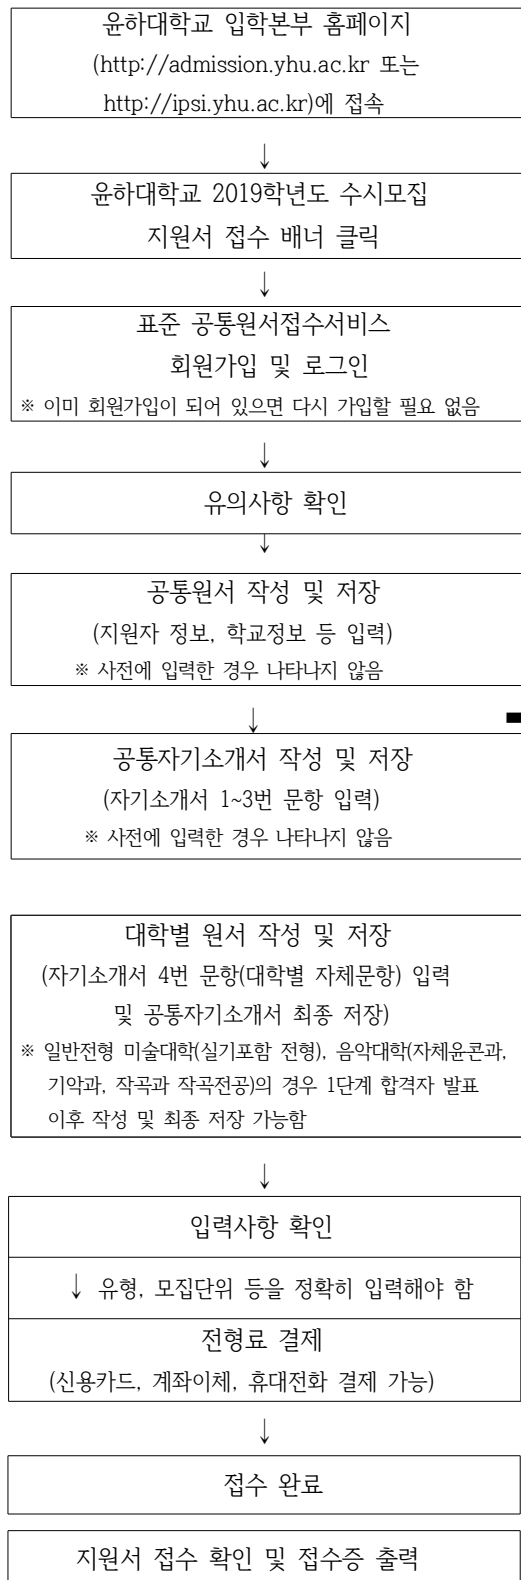 윤하대학교 입학본부 홈페이지
(http://admission.yhu.ac.kr 또는
http://ipsi.yhu.ac.kr)에 접속
↓
윤하대학교 2019학년도 수시모집
지원서 접수 배너 클릭
↓
표준 공통원서접수서비스
회원가입 및 로그인
※ 이미 회원가입이 되어 있으면 다시 가입할 필요 없음
↓
유의사항 확인
↓
공통원서 작성 및 저장
(지원자 정보, 학교정보 등 입력)
※ 사전에 입력한 경우 나타나지 않음
↓
공통자기소개서 작성 및 저장
(자기소개서 1~3번 문항 입력)
※ 사전에 입력한 경우 나타나지 않음
대학별 원서 작성 및 저장
(자기소개서 4번 문항(대학별 자체문항) 입력
및 공통자기소개서 최종 저장)
※ 일반전형 미술대학(실기포함 전형), 음악대학(자체윤콘과,
기악과, 작곡과 작곡전공)의 경우 1단계 합격자 발표
이후 작성 및 최종 저장 가능함
↓
입력사항 확인
↓ 유형, 모집단위 등을 정확히 입력해야 함
전형료 결제
(신용카드, 계좌이체, 휴대전화 결제 가능)
↓
접수 완료
지원서 접수 확인 및 접수증 출력